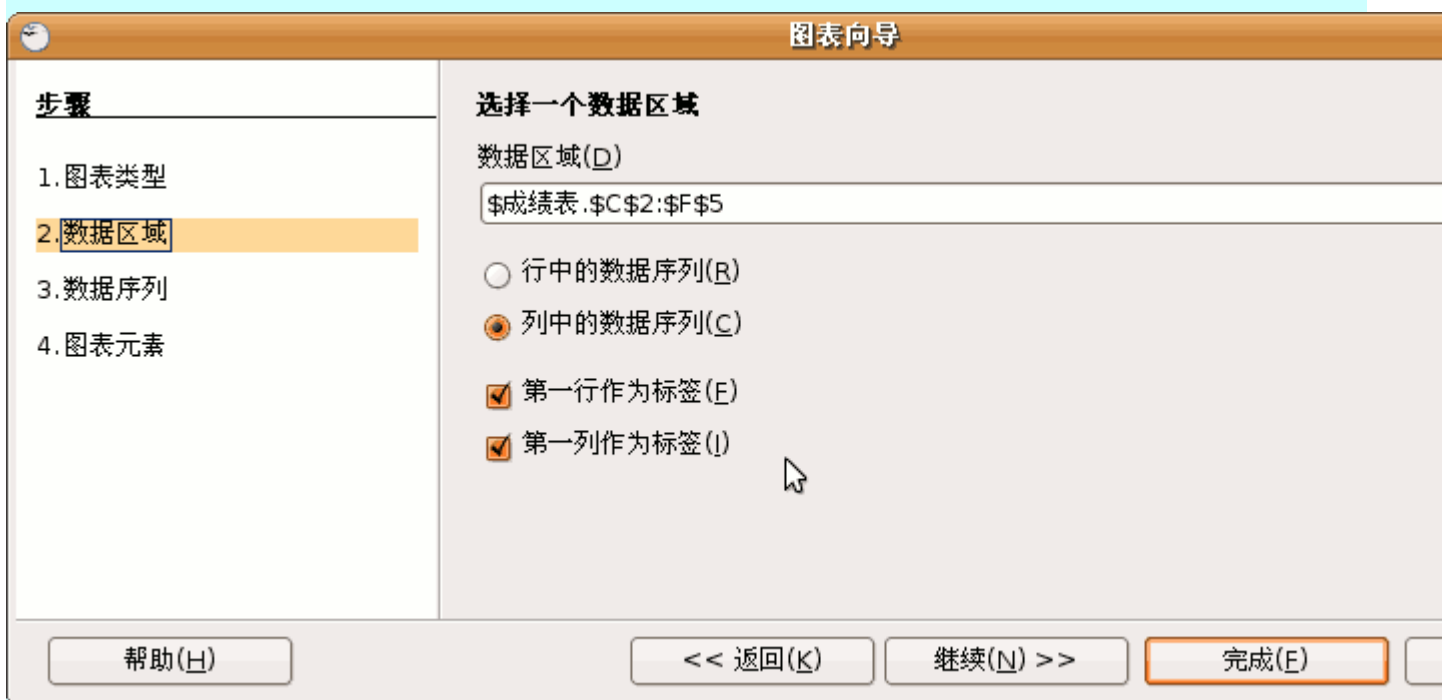 图表向导
步骤
1.图表类型
2.数据区域
3.数据序列
4.图表元素
选择一个数据区域
数据区域(D)
$成绩表.$C$2:$F$5
行中的数据序列(R)
列中的数据序列(C)
第一行作为标签(F)
第一列作为标签(I)
帮助(H)
<< 返回(K)
继续(N) >>
完成(F)